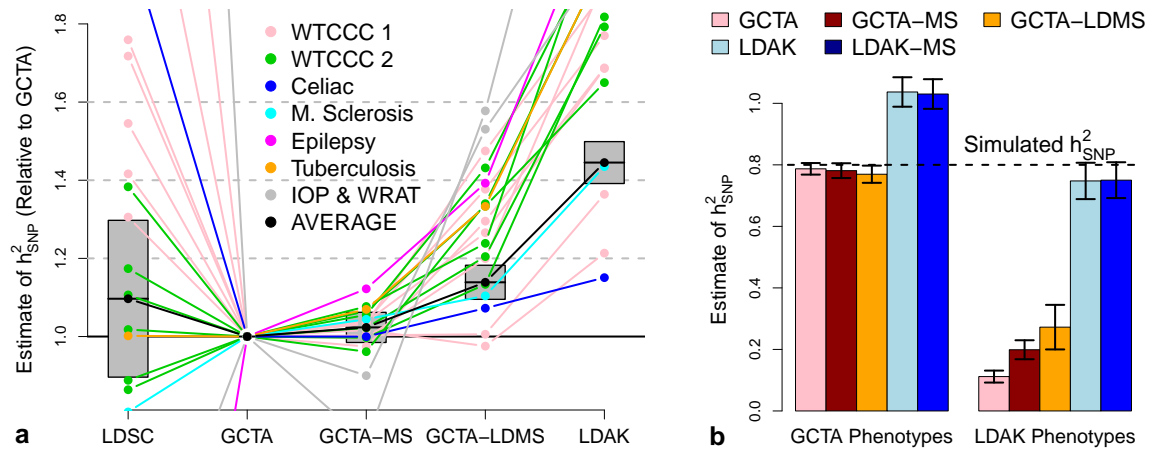 Estimate of h²SNP (Relative to GCTA)
1.8
1.6
1.4
1.2
1.0
WTCCC 1
WTCCC 2
Celiac
M. Sclerosis
Epilepsy
Tuberculosis
IOP & WRAT
AVERAGE
LDSC GCTA GCTA−MS GCTA−LDMS LDAK
a
GCTA GCTA−MS GCTA−LDMS
LDAK LDAK−MS
Estimate of h²SNP
1.0
0.8
0.6
0.4
0.2
0.0
Simulated h²SNP
GCTA Phenotypes LDAK Phenotypes
b